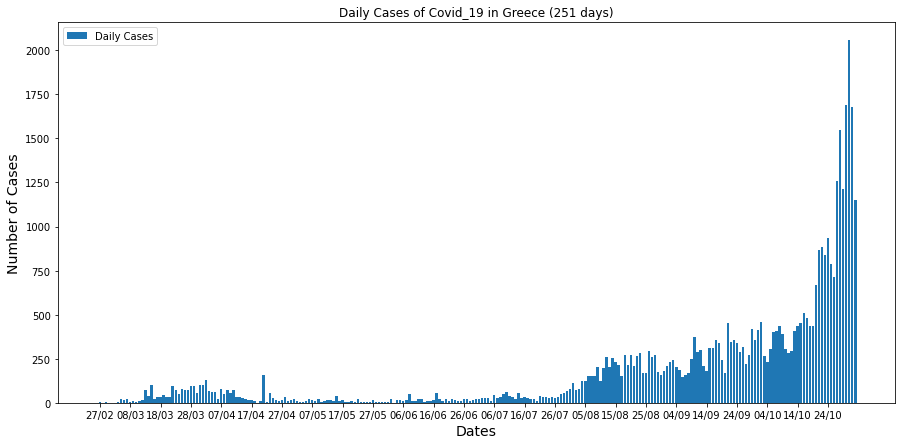 Daily Cases of Covid_19 in Greece (251 days)
Daily Cases
Number of Cases
2000
1750
1500
1250
1000
750
500
250
0
27/02 08/03 18/03 28/03 07/04 17/04 27/04 07/05 17/05 27/05 06/06 16/06 26/06 06/07 16/07 26/07 05/08 15/08 25/08 04/09 14/09 24/09 04/10 14/10 24/10
Dates